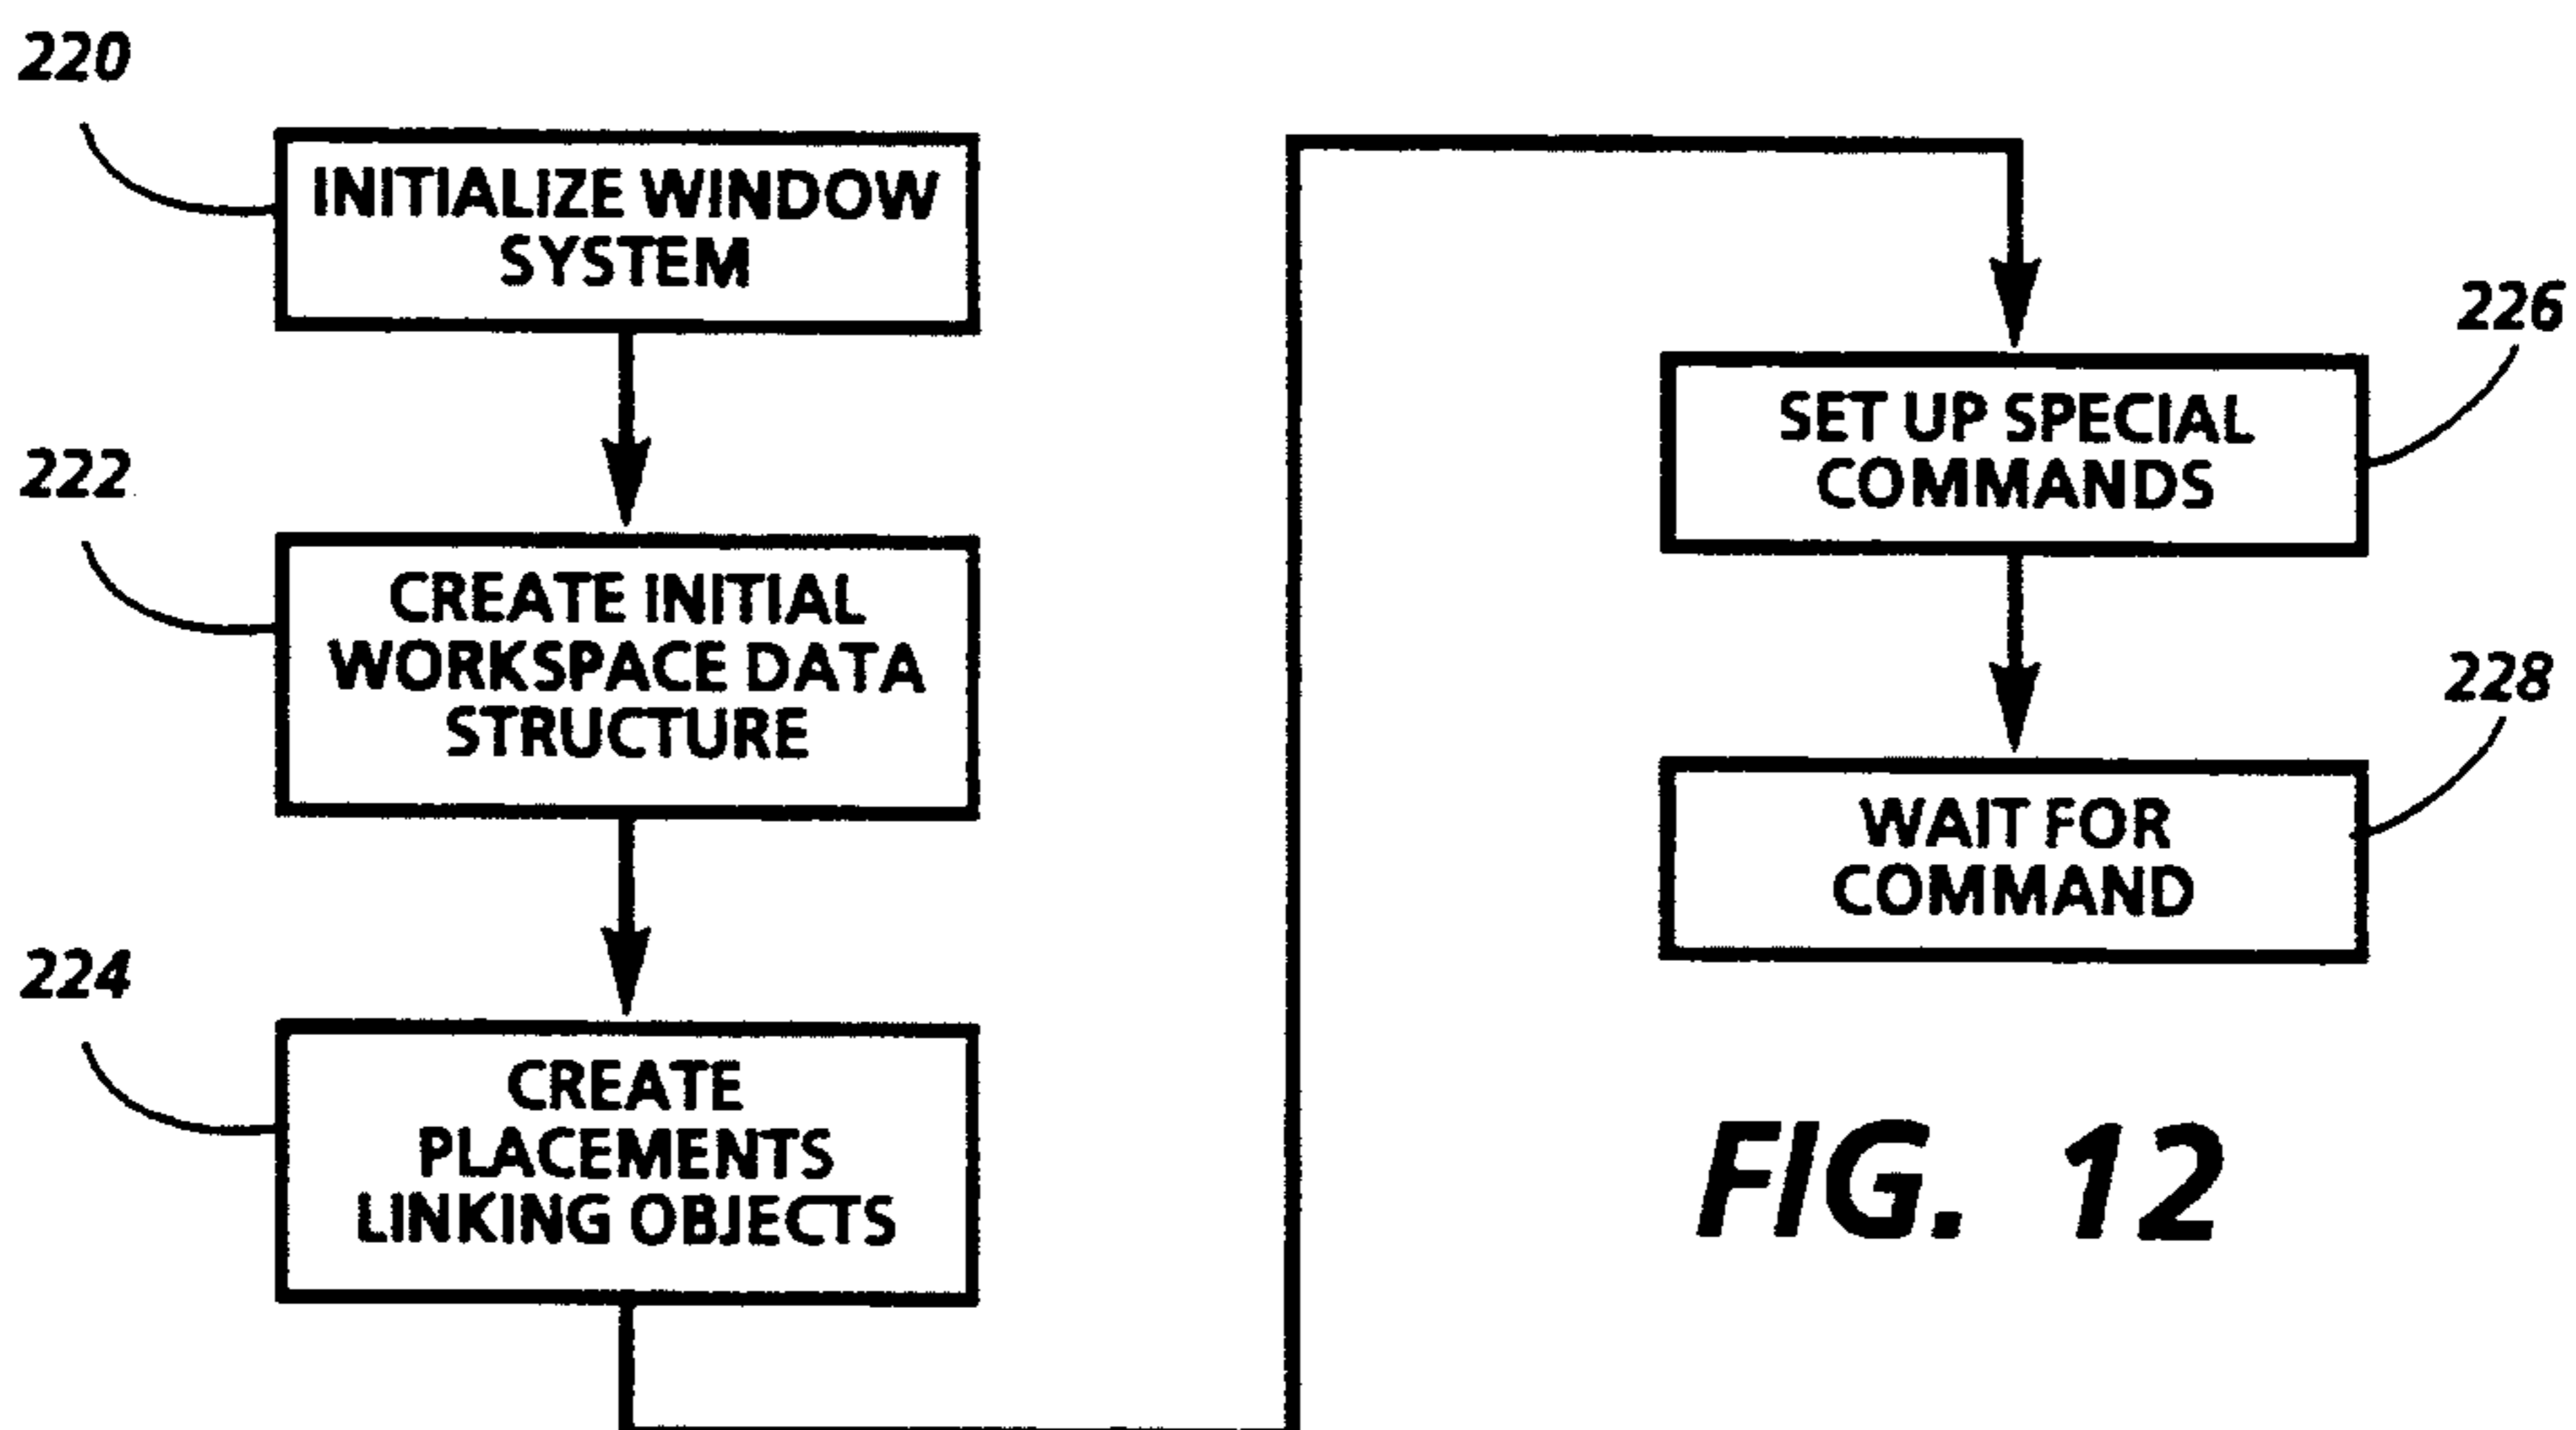 220
INITIALIZE WINDOW
SYSTEM
222
CREATE INITIAL
WORKSPACE DATA
STRUCTURE
224
CREATE
PLACEMENTS
LINKING OBJECTS
226
SET UP SPECIAL
COMMANDS
228
WAIT FOR
COMMAND
FIG. 12